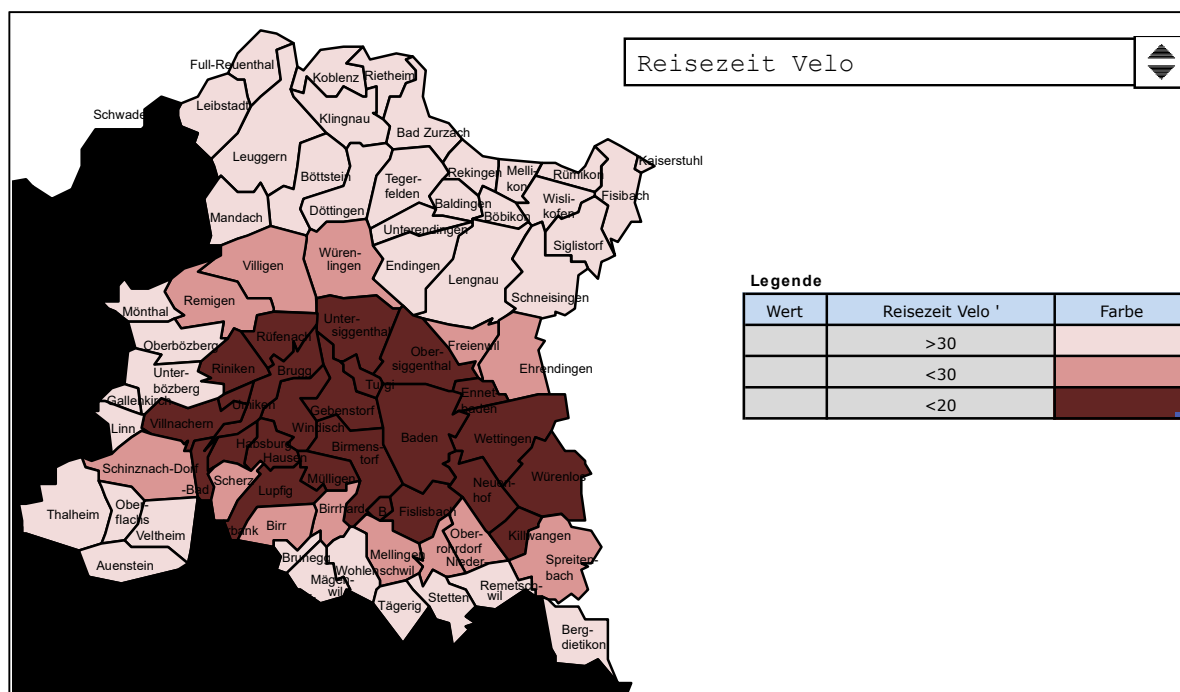 Reisezeit Velo
Full-Reuenthal
Koblenz
Rietheim
Leibstadt
Schwade
Klingnau
Bad Zurzach
Leuggern
Kaiserstuhl
Böttstein
Teger-
felden
Rekingen
Melli-
kon
Rümikon
Fisibach
Baldingen
Wisli-
kofen
Mandach
Döttingen
Böbikon
Unterendingen
Siglistorf
Würen-
lingen
Villigen
Endingen
Lengnau
Schneisingen
Remigen
Mönthal
Unter-
siggenthal
Rüfenach
Oberbözberg
Freienwil
Ober-
siggenthal
Ehrendingen
Riniken
Brugg
Unter-
bözberg
Turgi
Ennet-
baden
Gallenkirch
Umiken
Gebenstorf
Villnachern
Linn
Windisch
Baden
Wettingen
Habsburg
Hausen
Birmens-
torf
Schinznach-Dorf
-Bad
Scherz
Mülligen
Lupfig
Neuen-
hof
Würenlos
Thalheim
Ober-
flachs
Veltheim
Birrhard
B.
Fislisbach
rbank
Birr
Killwangen
Ober-
rohrdorf
Nieder-
Mellingen
Spreiten-
bach
Auenstein
Brunegg
Wohlenschwil
Mägen-
wil
Remetsch-
wil
Stetten
Tägerig
Berg-
dietikon
Legende
Wert Reisezeit Velo ' Farbe
>30
<30
<20